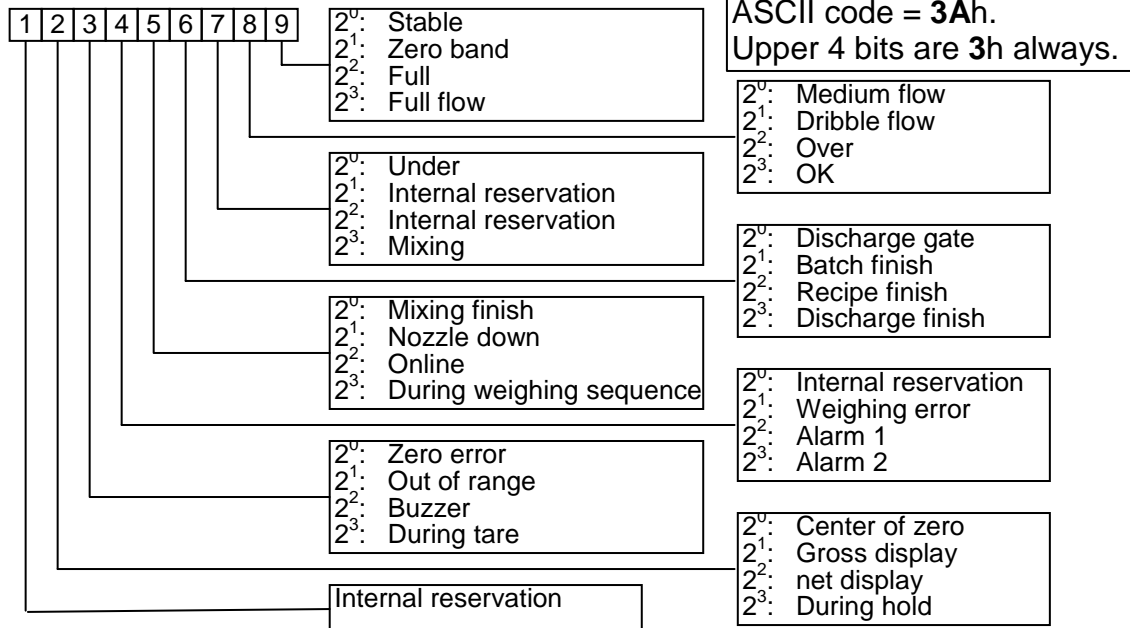 ASCII code = 3Ah.
Upper 4 bits are 3h always.
1 2 3 4 5 6 7 8 9
2⁰: Stable
2¹: Zero band
2²: Full
2³: Full flow
2⁰: Medium flow
2¹: Dribble flow
2²: Over
2³: OK
2⁰: Under
2¹: Internal reservation
2²: Internal reservation
2³: Mixing
2⁰: Discharge gate
2¹: Batch finish
2²: Recipe finish
2³: Discharge finish
2⁰: Mixing finish
2¹: Nozzle down
2²: Online
2³: During weighing sequence
2⁰: Internal reservation
2¹: Weighing error
2²: Alarm 1
2³: Alarm 2
2⁰: Zero error
2¹: Out of range
2²: Buzzer
2³: During tare
2⁰: Center of zero
2¹: Gross display
2²: net display
2³: During hold
Internal reservation